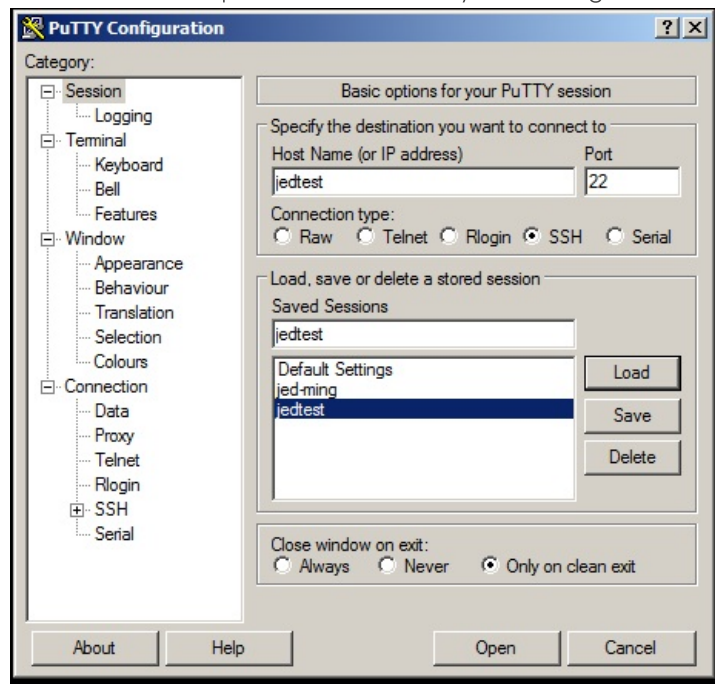 PuTTY Configuration
Category:
Session
Logging
Terminal
Keyboard
Bell
Features
Window
Appearance
Behaviour
Translation
Selection
Colours
Connection
Data
Proxy
Telnet
Rlogin
SSH
Serial
Basic options for your PuTTY session
Specify the destination you want to connect to
Host Name (or IP address) Port
jedtest 22
Connection type:
Raw Telnet Rlogin SSH Serial
Load, save or delete a stored session
Saved Sessions
jedtest
Default Settings
jed-ming
jedtest
Load
Save
Delete
Close window on exit:
Always Never Only on clean exit
About Help Open Cancel